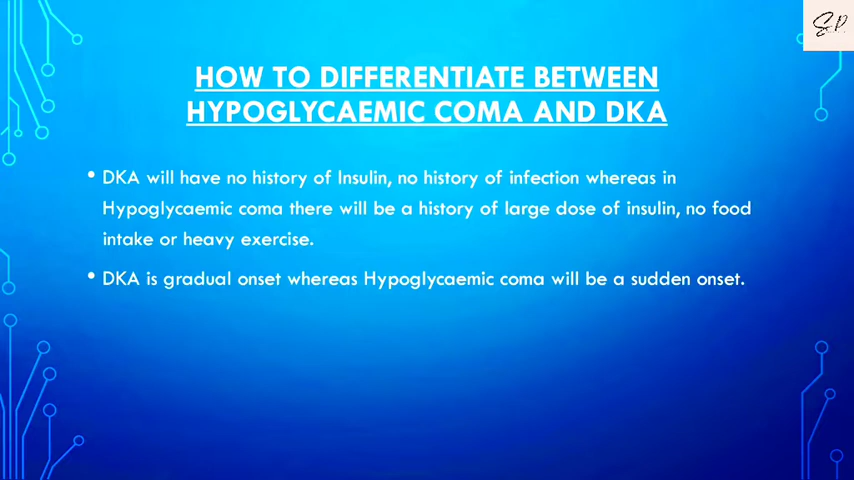 HOW TO DIFFERENTIATE BETWEEN
HYPOGLYCAEMIC COMA AND DKA
• DKA will have no history of Insulin, no history of infection whereas in
Hypoglycaemic coma there will be a history of large dose of insulin, no food
intake or heavy exercise.
• DKA is gradual onset whereas Hypoglycaemic coma will be a sudden onset.